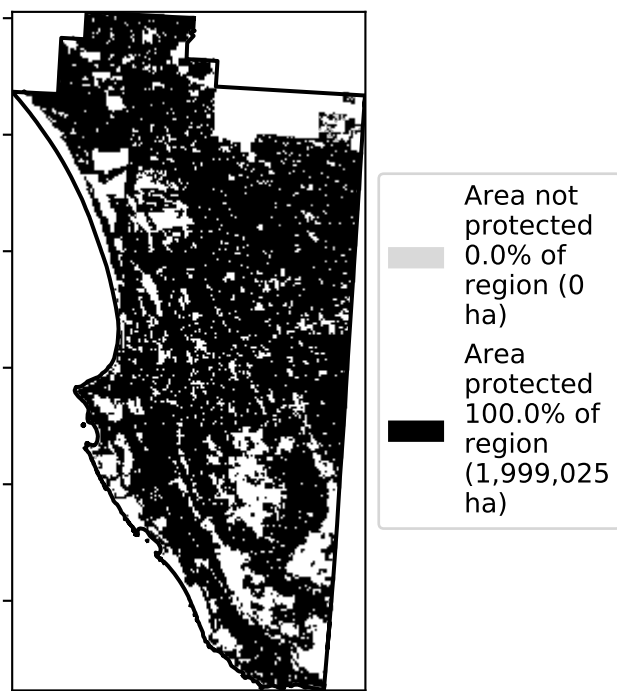 Area not
protected
0.0% of
region (0
ha)
Area
protected
100.0% of
region
(1,999,025
ha)